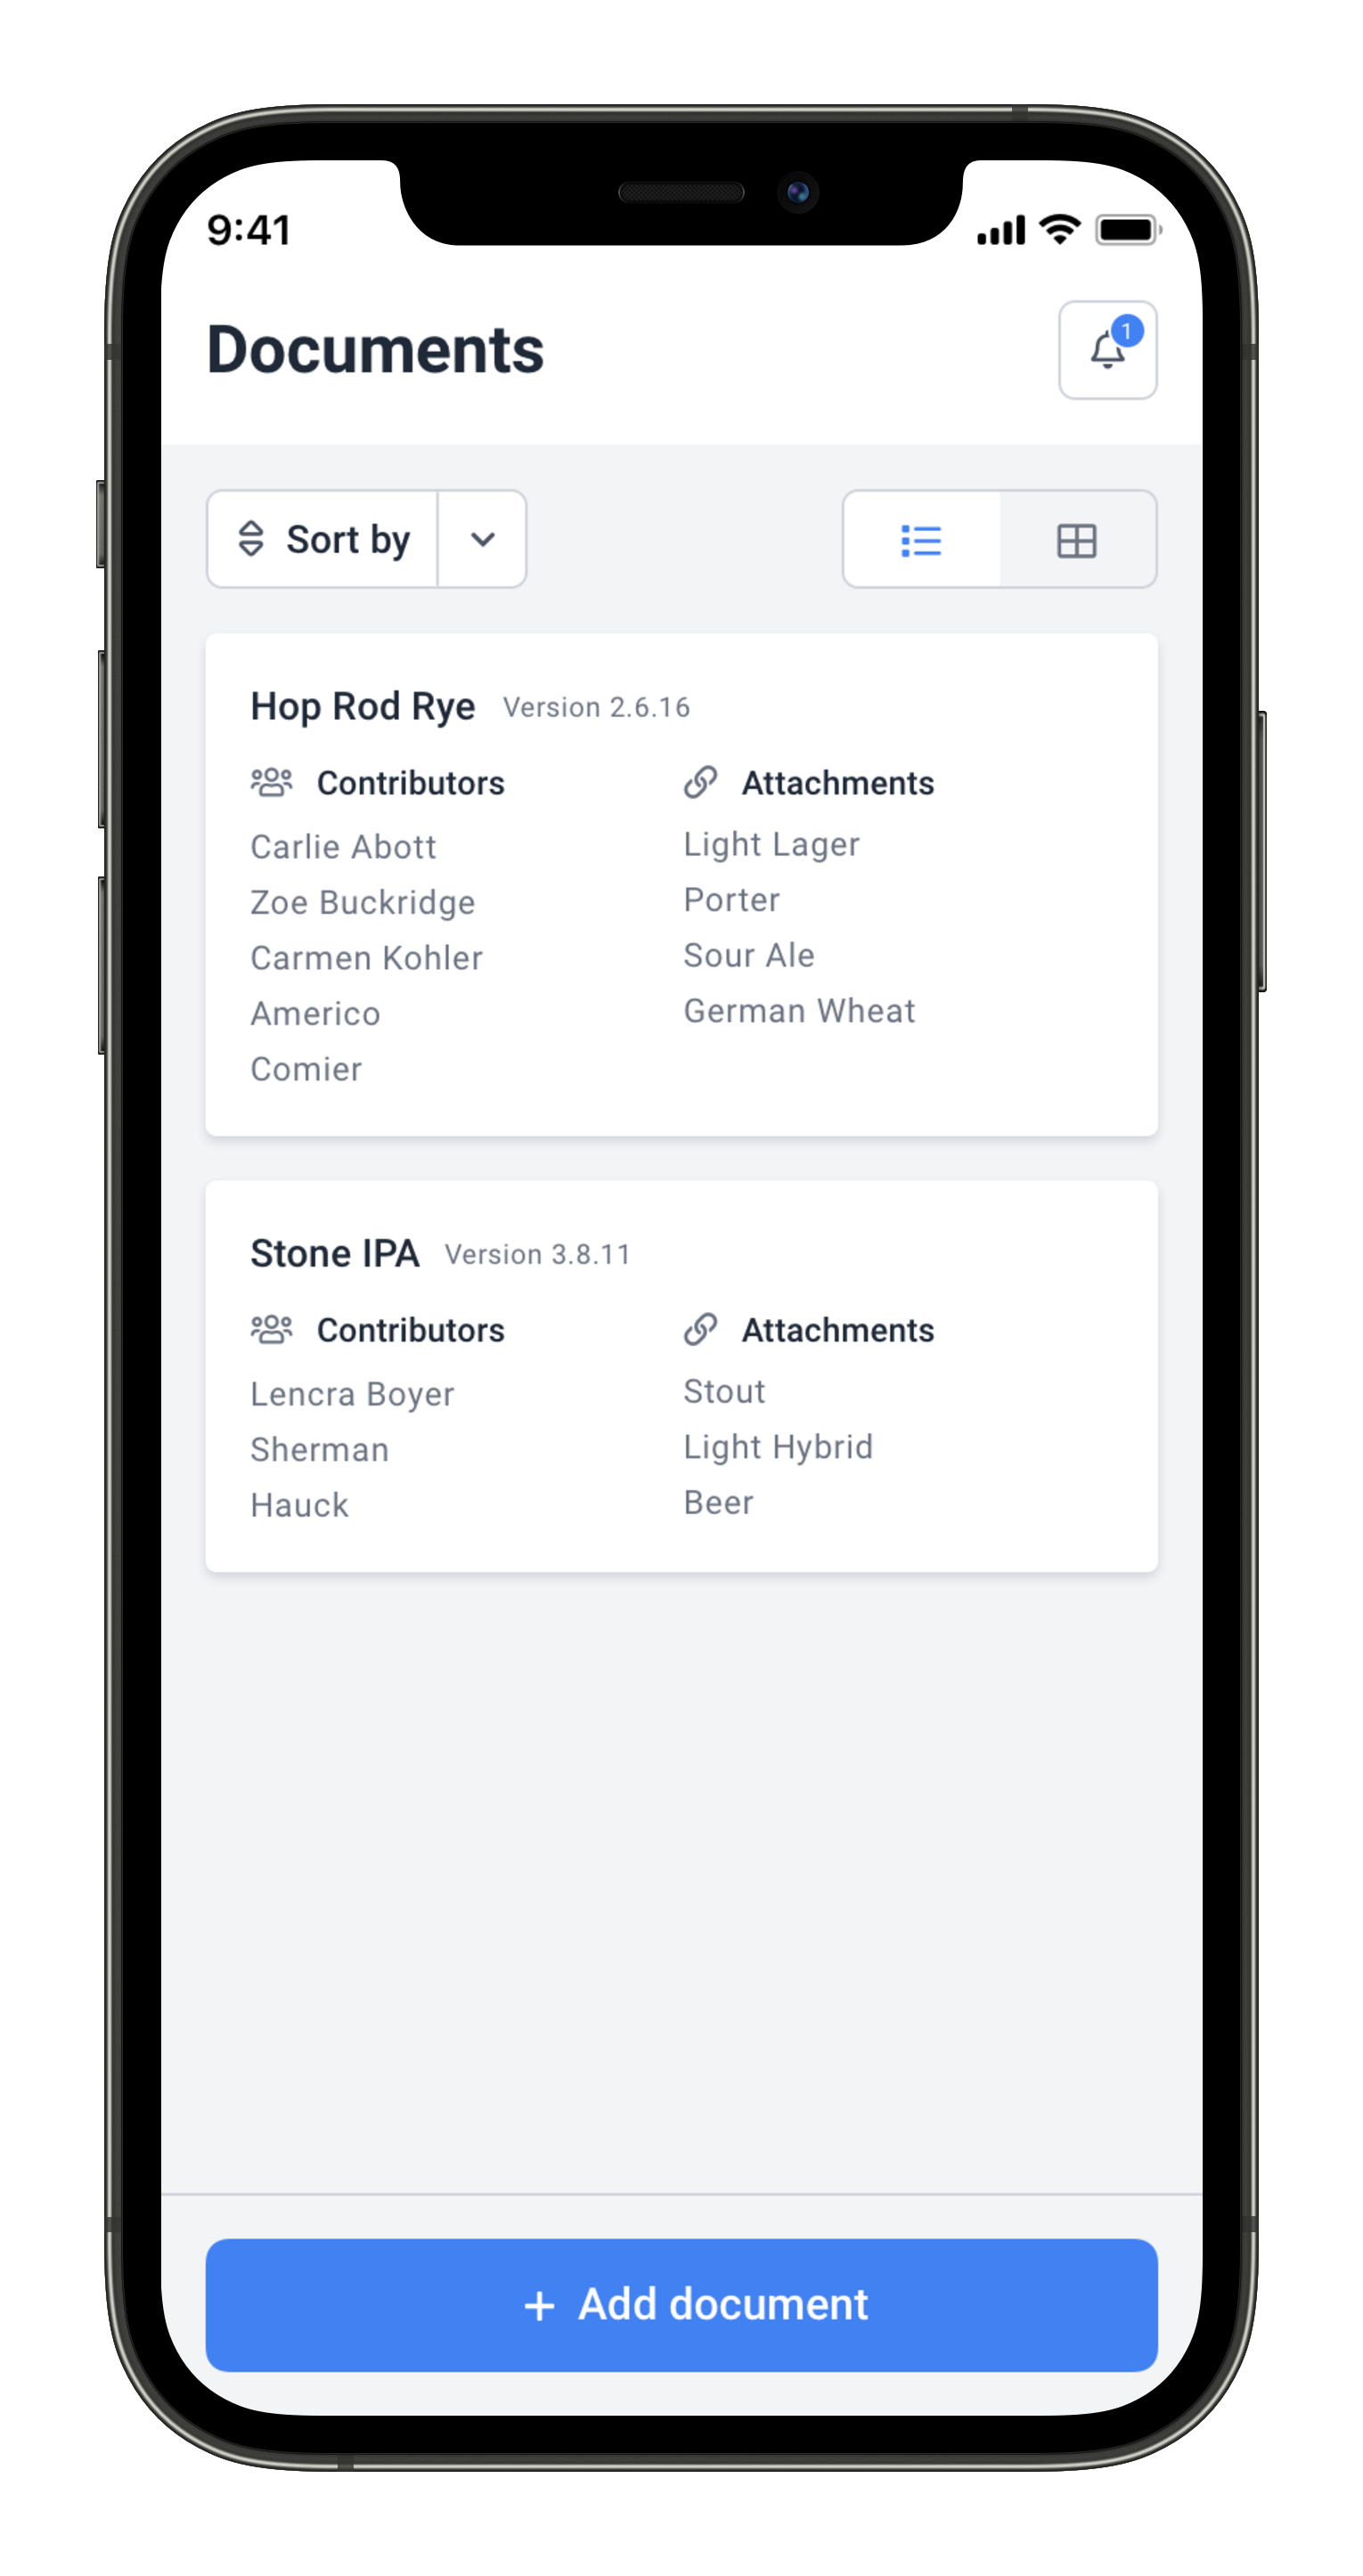 9:41
Documents
1
Sort by
Hop Rod Rye Version 2.6.16
Contributors
Carlie Abott
Zoe Buckridge
Carmen Kohler
Americo
Comier
Attachments
Light Lager
Porter
Sour Ale
German Wheat
Stone IPA Version 3.8.11
Contributors
Lencra Boyer
Sherman
Hauck
Attachments
Stout
Light Hybrid
Beer
+ Add document